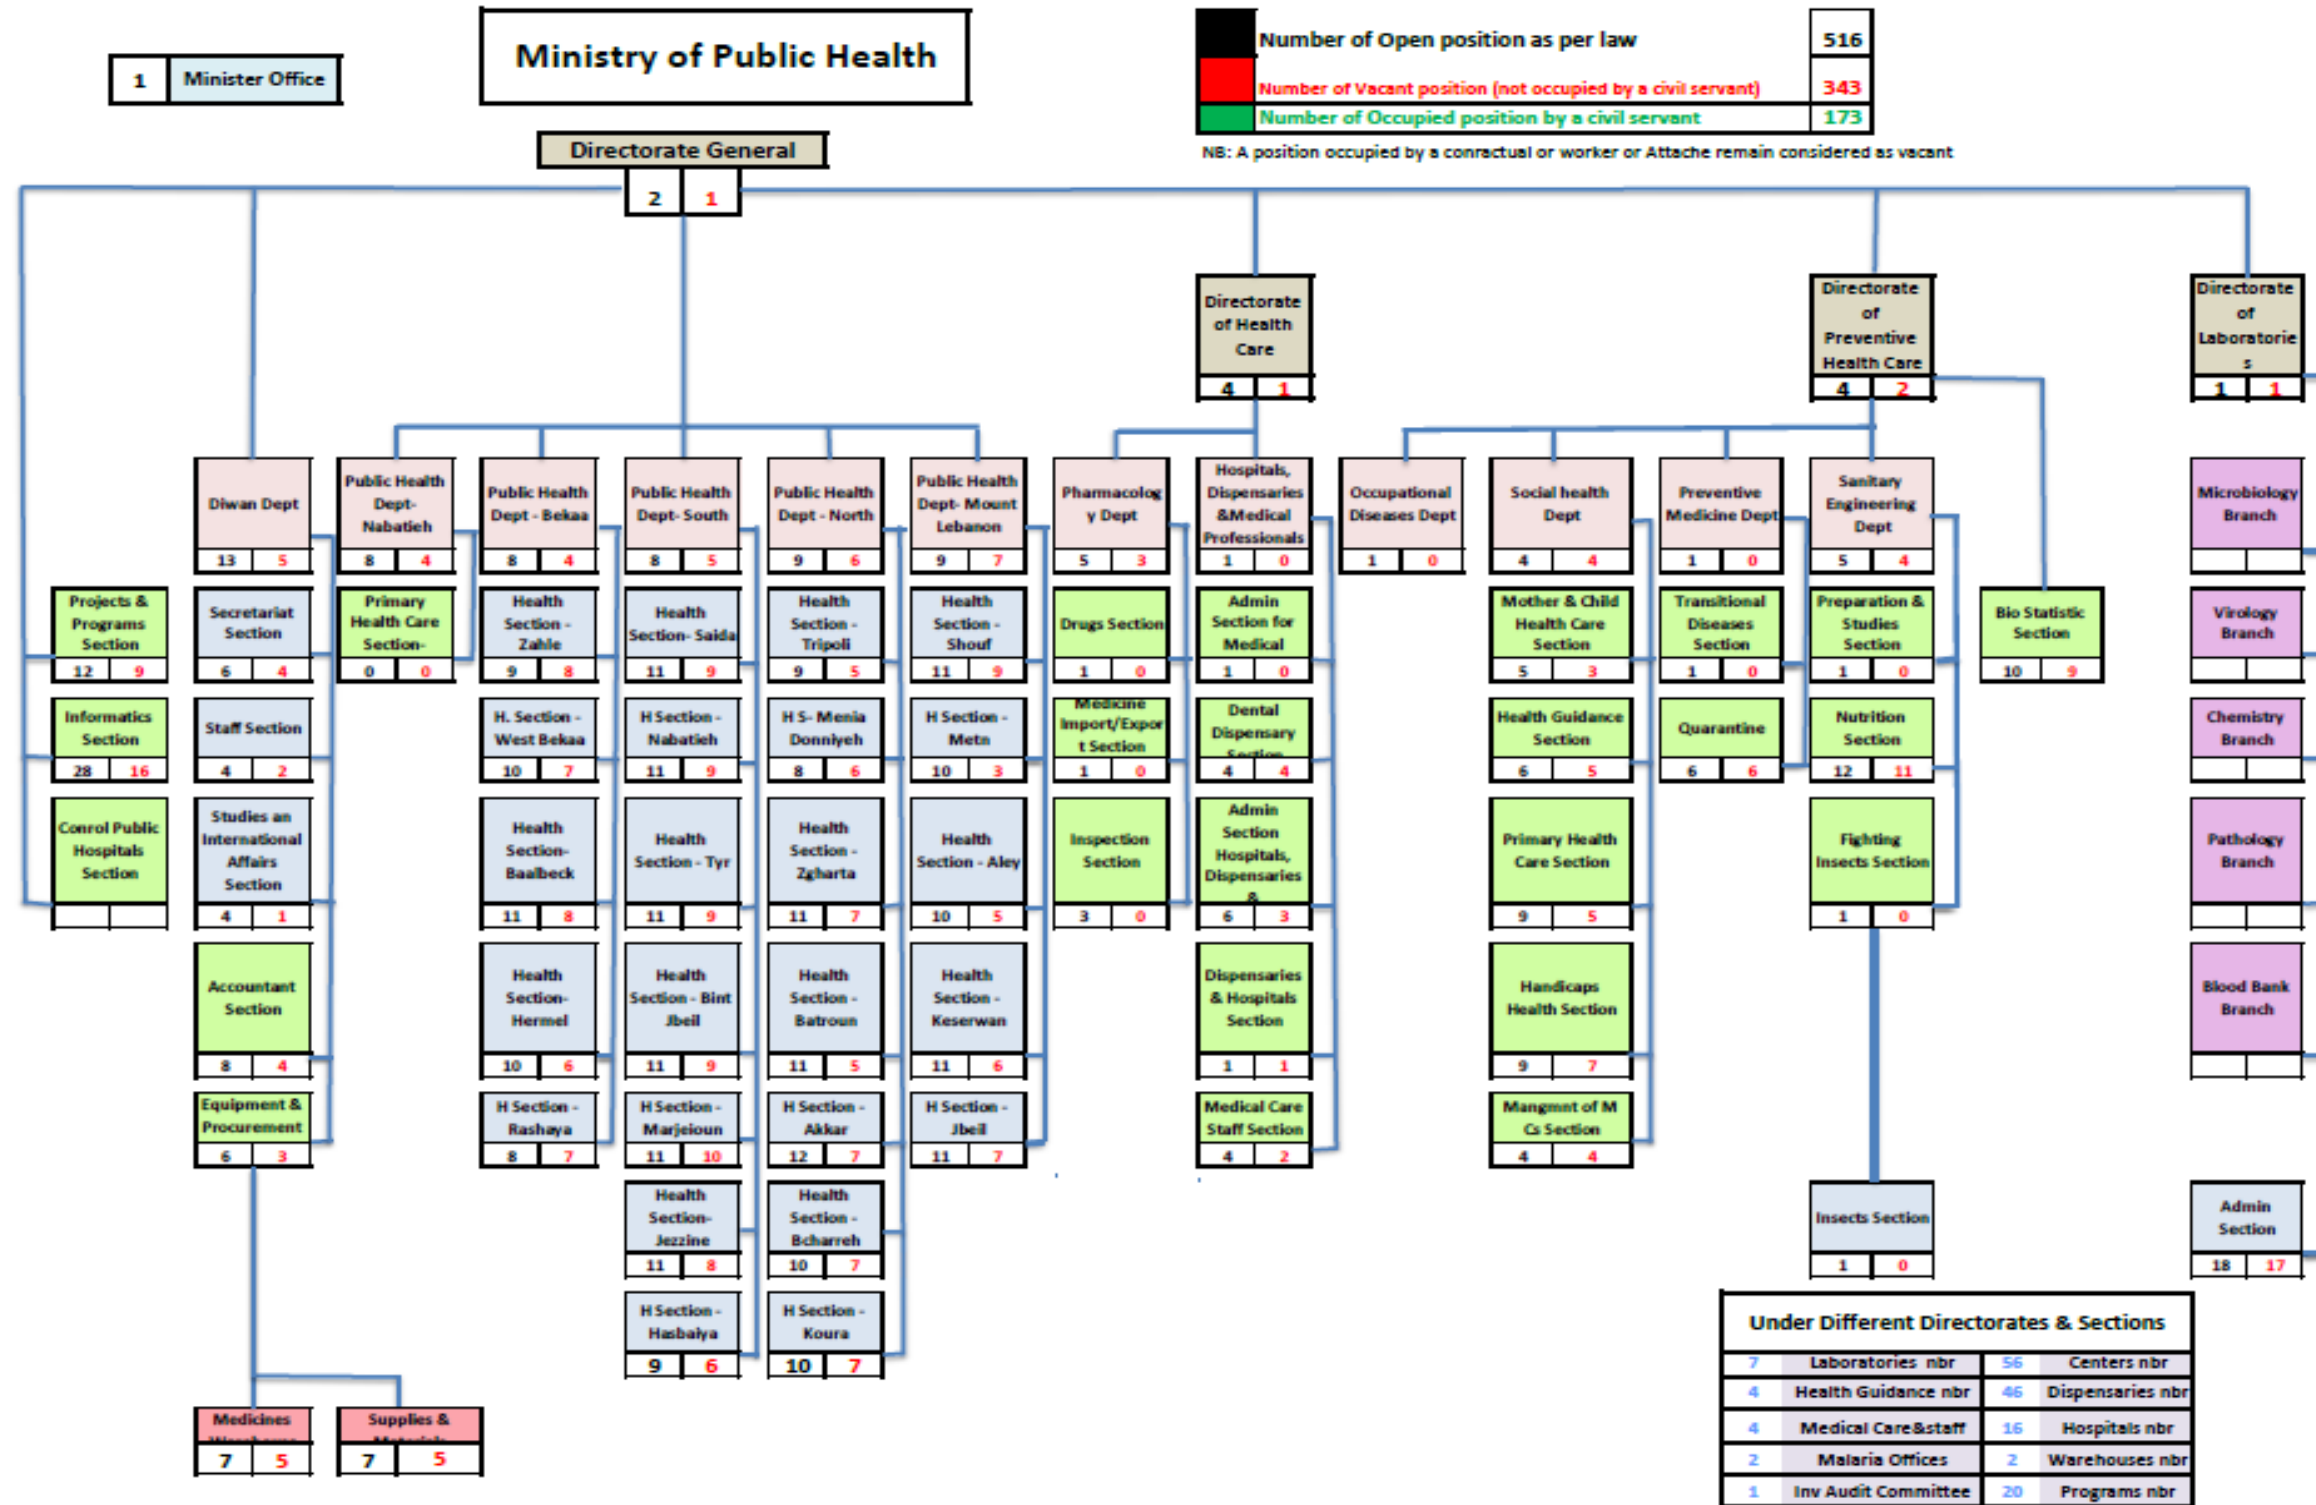 Ministry of Public Health
1 Minister Office
Number of Open position as per law 516
Number of Vacant position (not occupied by a civil servant) 343
Number of Occupied position by a civil servant 173
NB: A position occupied by a conractual or worker or Attache remain considered as vacant
Directorate General
2 1
Directorate
of Health
Care
4 1
Directorate
of
Preventive
Health Care
4 2
Directorate
of
Laboratorie
s
1 1
Projects &
Programs
Section
12 9
Informatics
Section
28 16
Conrol Public
Hospitals
Section
Diwan Dept
13 5
Secretariat
Section
6 4
Staff Section
4 2
Studies an
International
Affairs
Section
4 1
Accountant
Section
8 4
Equipment &
Procurement
6 3
Medicines
7 5
Supplies &
7 5
Public Health
Dept-
Nabatieh
8 4
Primary
Health Care
Section-
0 0
Public Health
Dept - Bekaa
8 4
Health
Section -
Zahle
9 8
H. Section -
West Bekaa
10 7
Health
Section-
Baalbeck
11 8
Health
Section-
Hermel
10 6
H Section -
Rashaya
8 7
Public Health
Dept- South
8 5
Health
Section- Saida
11 9
H Section -
Nabatieh
11 9
Health
Section - Tyr
11 9
Health
Section - Bint
Jbeil
11 9
H Section -
Marjeioun
11 10
Health
Section-
Jezzine
11 8
H Section -
Hasbaiya
9 6
Public Health
Dept - North
9 6
Health
Section -
Tripoli
9 5
H S- Menia
Donniyeh
8 6
Health
Section -
Zgharta
11 7
Health
Section -
Batroun
11 5
H Section -
Akkar
12 7
Health
Section -
Bcharreh
10 7
H Section -
Koura
10 7
Public Health
Dept- Mount
Lebanon
9 7
Health
Section -
Shouf
11 9
H Section -
Metn
10 3
Health
Section - Aley
10 5
Health
Section -
Keserwan
11 6
H Section -
Jbeil
11 7
Pharmacolog
y Dept
5 3
Drugs Section
1 0
Medicine
Import/Expor
t Section
1 0
Inspection
Section
3 0
Hospitals,
Dispensaries
&Medical
Professionals
1 0
Admin
Section for
Medical
1 0
Dental
Dispensary
Section
4 4
Admin
Section
Hospitals,
Dispensaries
&
6 3
Dispensaries
& Hospitals
Section
1 1
Medical Care
Staff Section
4 2
Occupational
Diseases Dept
1 0
Social health
Dept
4 4
Mother & Child
Health Care
Section
5 3
Health Guidance
Section
6 5
Primary Health
Care Section
9 5
Handicaps
Health Section
9 7
Mangmnt of M
Cs Section
4 4
Preventive
Medicine Dept
1 0
Transitional
Diseases
Section
1 0
Quarantine
6 6
Sanitary
Engineering
Dept
5 4
Preparation &
Studies
Section
1 0
Nutrition
Section
12 11
Fighting
Insects Section
1 0
Insects Section
1 0
Bio Statistic
Section
10 9
Microbiology
Branch
Virology
Branch
Chemistry
Branch
Pathology
Branch
Blood Bank
Branch
Admin
Section
18 17
Under Different Directorates & Sections
7 Laboratories nbr 56 Centers nbr
4 Health Guidance nbr 46 Dispensaries nbr
4 Medical Care&staff 16 Hospitals nbr
2 Malaria Offices 2 Warehouses nbr
1 Inv Audit Committee 20 Programs nbr